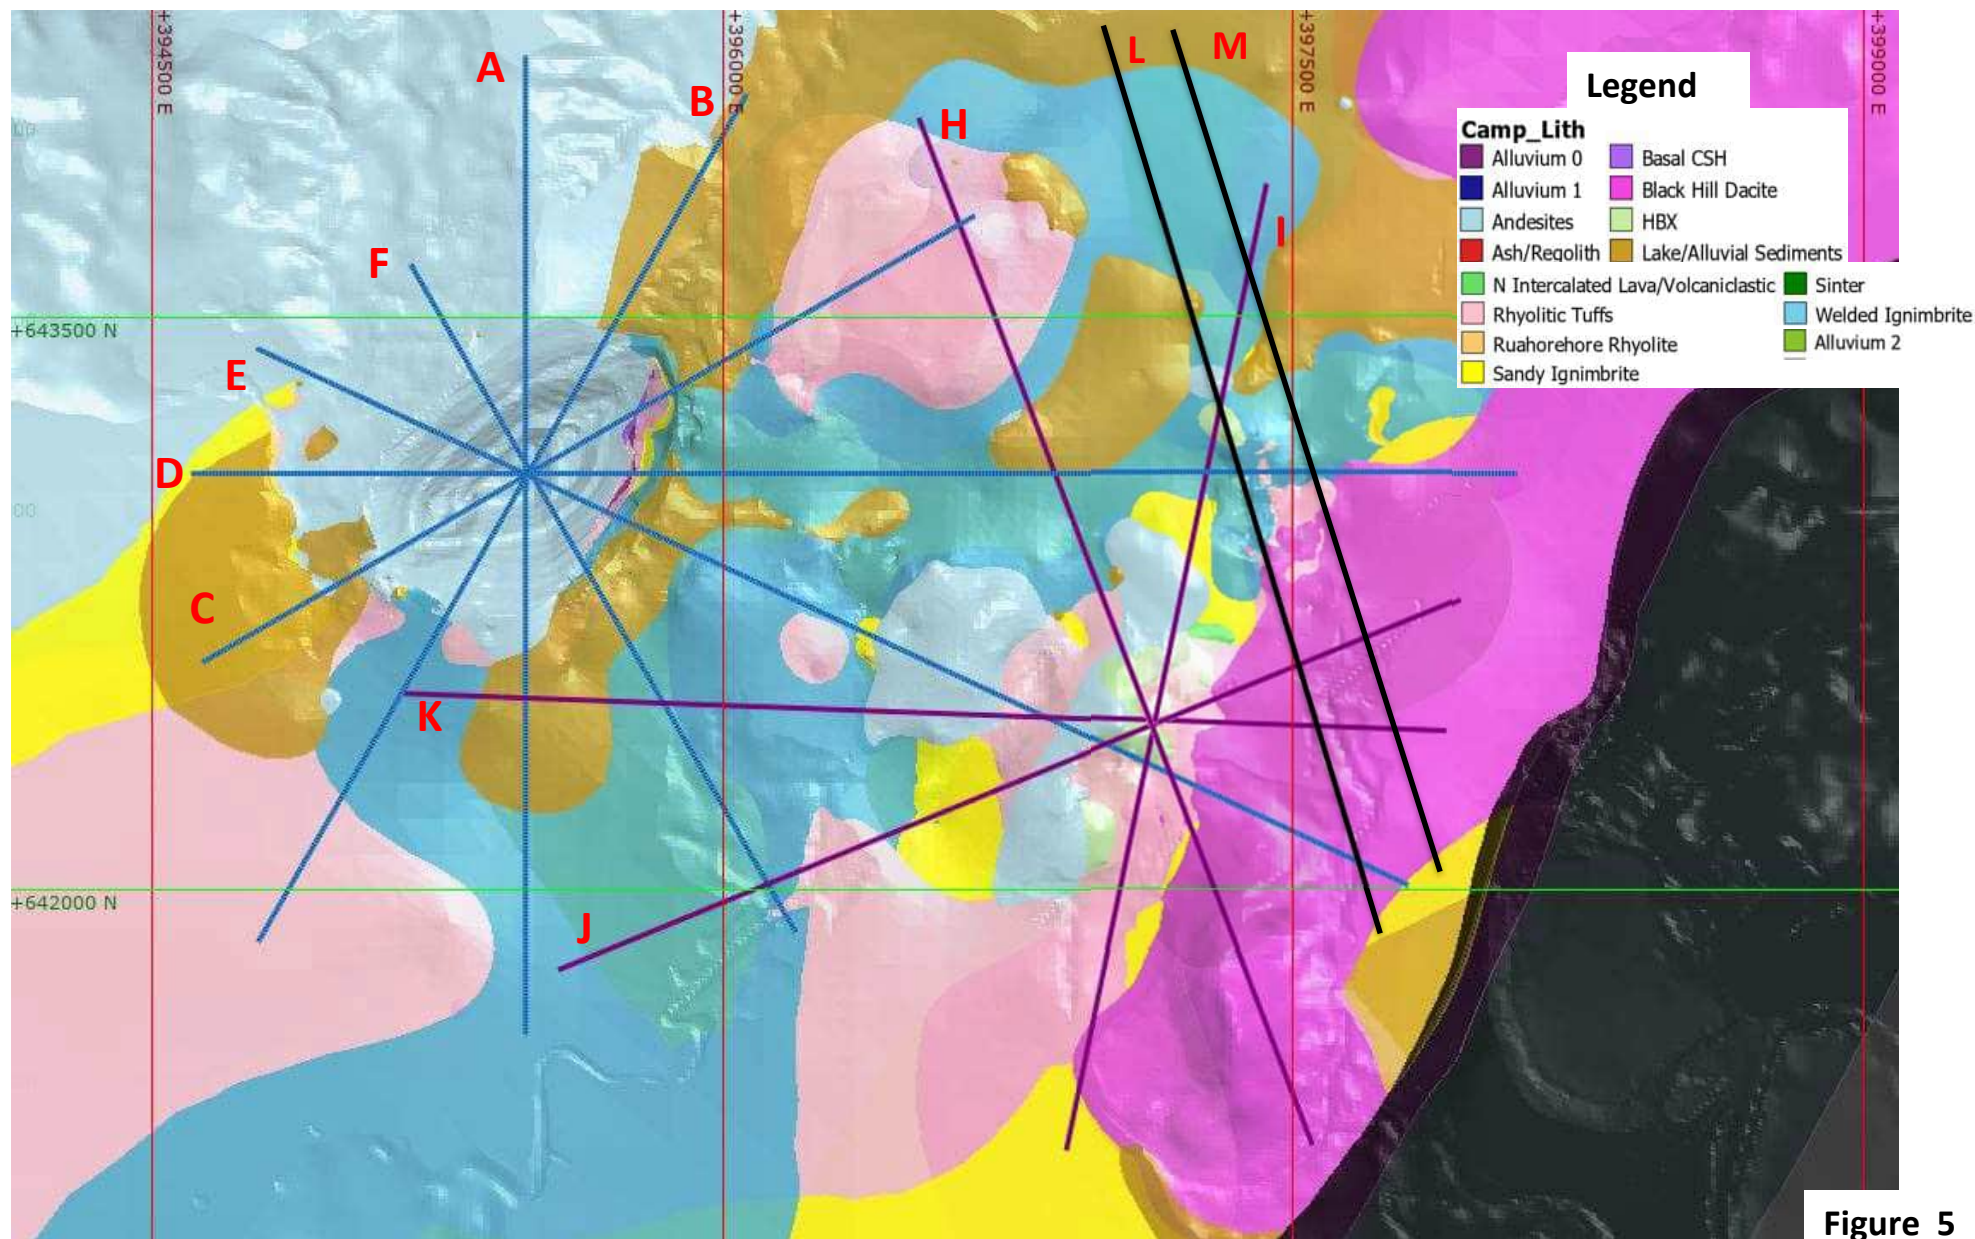 +394500 E
+396000 E
+397500 E
+399000 E
A
B
L
M
H
Legend
Camp_Lith
Alluvium 0
Basal CSH
Alluvium 1
Black Hill Dacite
Andesites
HBX
Ash/Regolith
Lake/Alluvial Sediments
N Intercalated Lava/Volcaniclastic
Sinter
Rhyolitic Tuffs
Welded Ignimbrite
Ruahorehore Rhyolite
Alluvium 2
Sandy Ignimbrite
00
F
I
+643500 N
E
D
00
C
K
+642000 N
J
Figure 5